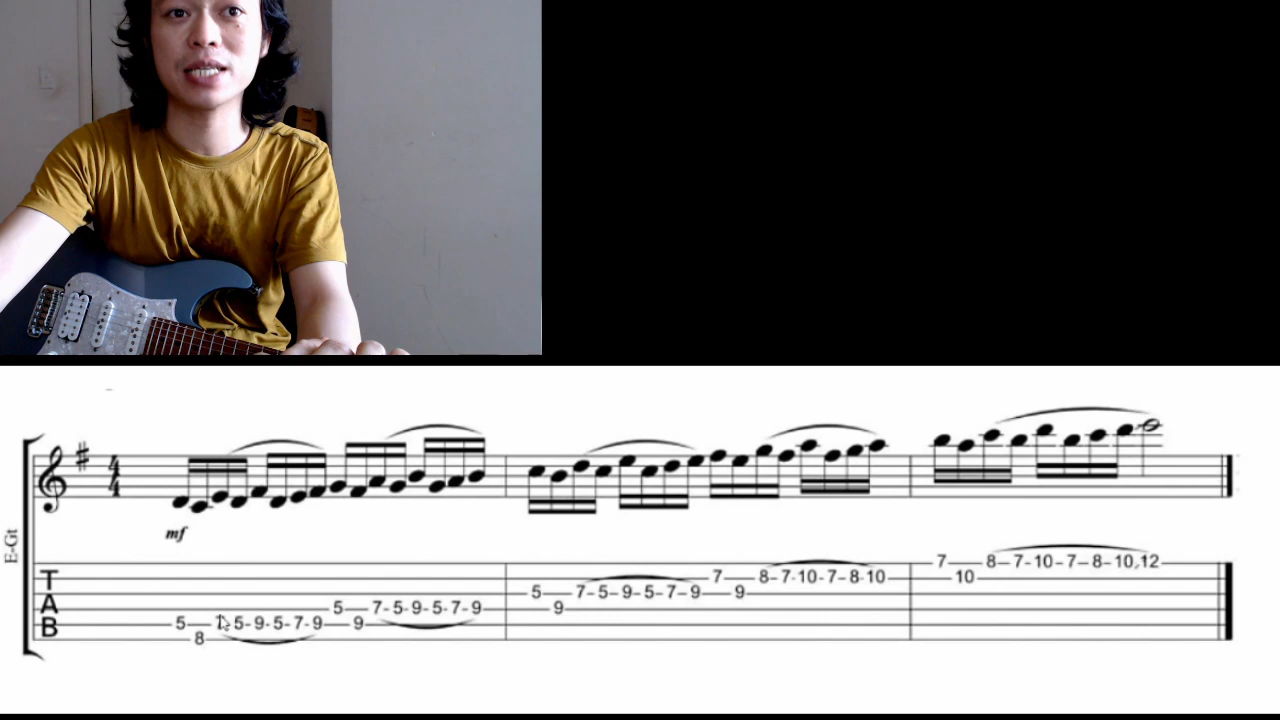 4
4
mf
E-Gt
7 8-7-10-7-8-10 12
T 10
7 8-7-10-7-8-10
5 7-5-9-5-7-9 9
A 5 7-5-9-5-7-9 9
B 5 5-9-5-7-9 9
8